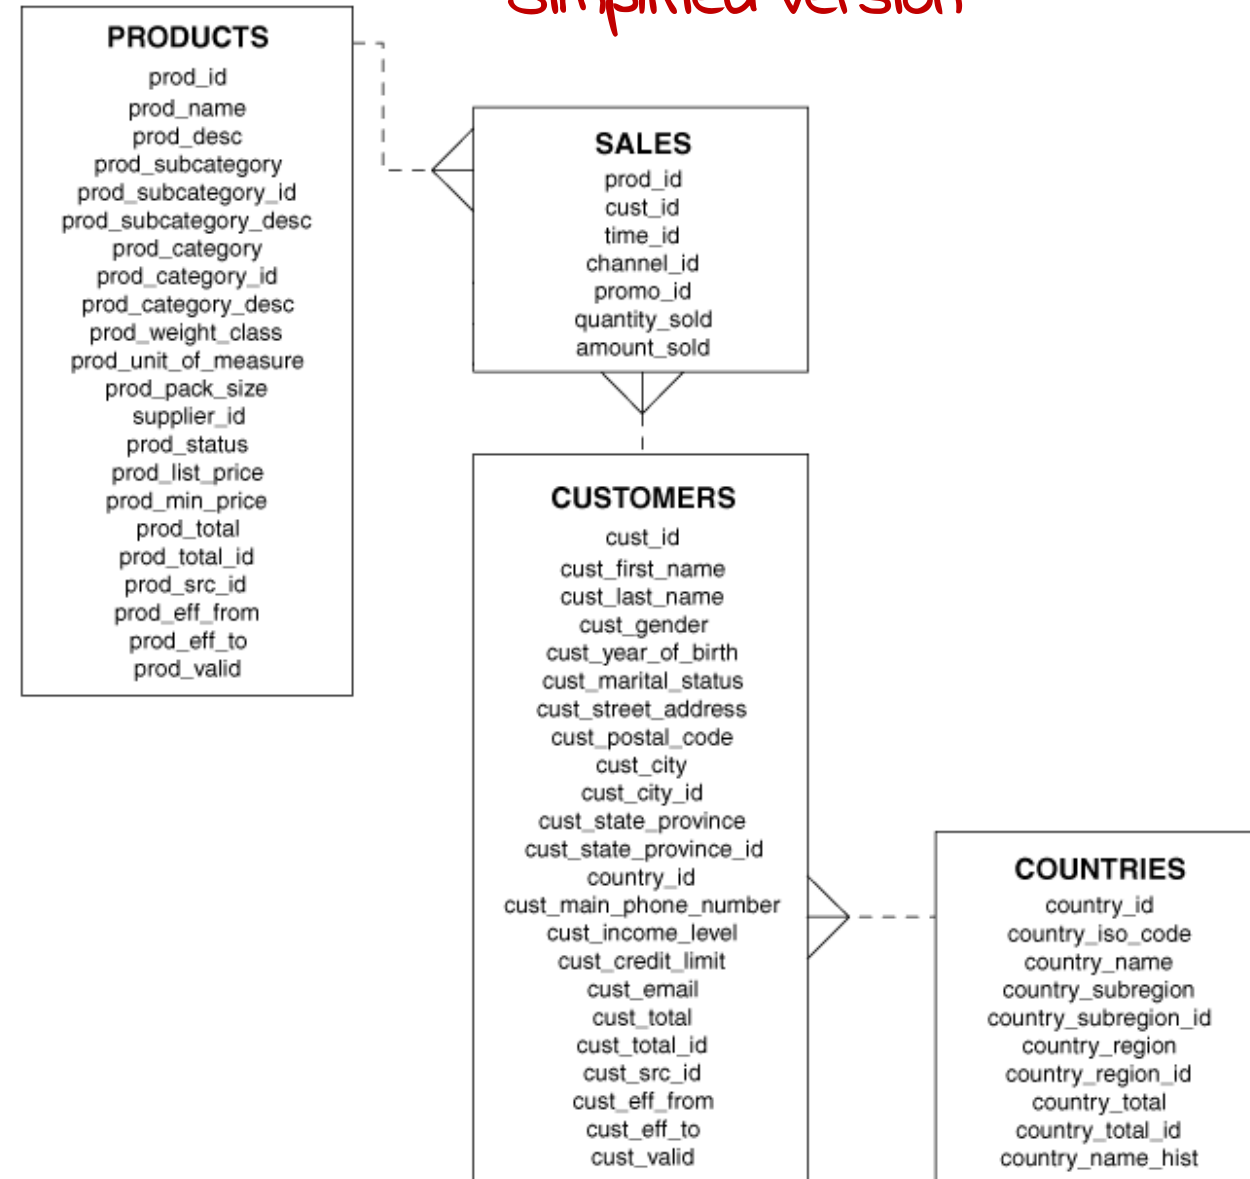 Simplified version
PRODUCTS
prod_id
prod_name
prod_desc
prod_subcategory
prod_subcategory_id
prod_subcategory_desc
prod_category
prod_category_id
prod_category_desc
prod_weight_class
prod_unit_of_measure
prod_pack_size
supplier_id
prod_status
prod_list_price
prod_min_price
prod_total
prod_total_id
prod_src_id
prod_eff_from
prod_eff_to
prod_valid
SALES
prod_id
cust_id
time_id
channel_id
promo_id
quantity_sold
amount_sold
CUSTOMERS
cust_id
cust_first_name
cust_last_name
cust_gender
cust_year_of_birth
cust_marital_status
cust_street_address
cust_postal_code
cust_city
cust_city_id
cust_state_province
cust_state_province_id
country_id
cust_main_phone_number
cust_income_level
cust_credit_limit
cust_email
cust_total
cust_total_id
cust_src_id
cust_eff_from
cust_eff_to
cust_valid
COUNTRIES
country_id
country_iso_code
country_name
country_subregion
country_subregion_id
country_region
country_region_id
country_total
country_total_id
country_name_hist